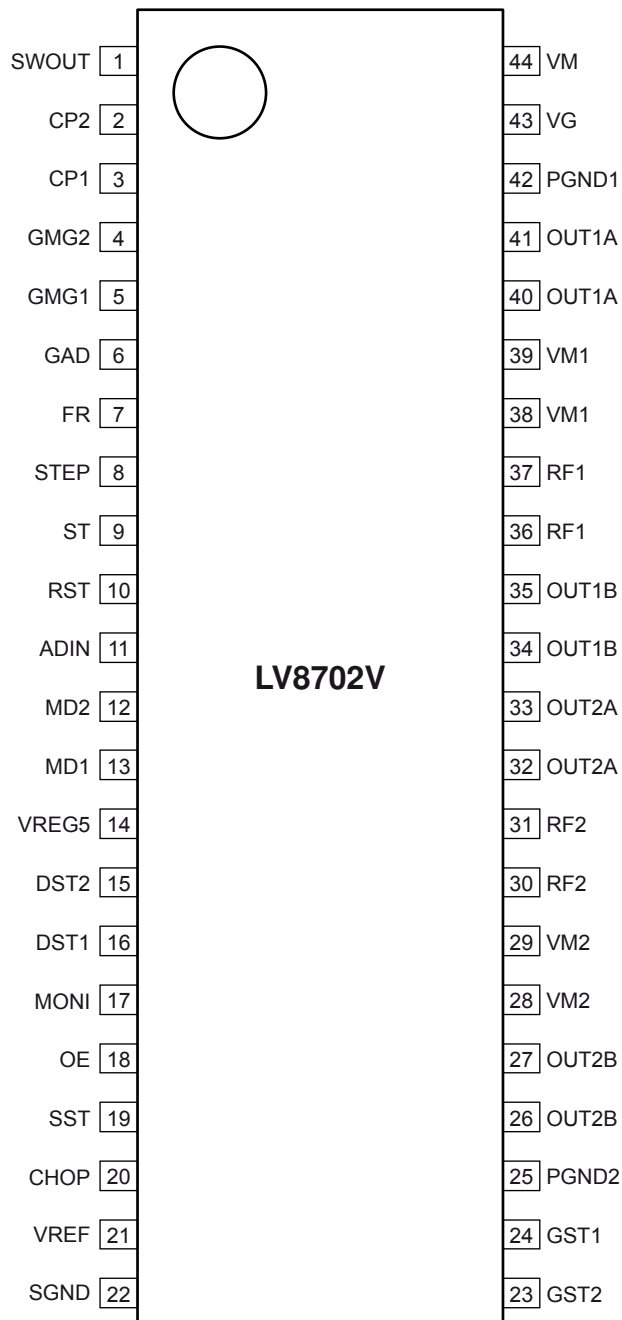 SWOUT 1 44 VM
CP2 2 43 VG
CP1 3 42 PGND1
GMG2 4 41 OUT1A
GMG1 5 40 OUT1A
GAD 6 39 VM1
FR 7 38 VM1
STEP 8 37 RF1
ST 9 36 RF1
RST 10 35 OUT1B
ADIN 11 34 OUT1B
LV8702V
MD2 12 33 OUT2A
MD1 13 32 OUT2A
VREG5 14 31 RF2
DST2 15 30 RF2
DST1 16 29 VM2
MONI 17 28 VM2
OE 18 27 OUT2B
SST 19 26 OUT2B
CHOP 20 25 PGND2
VREF 21 24 GST1
SGND 22 23 GST2